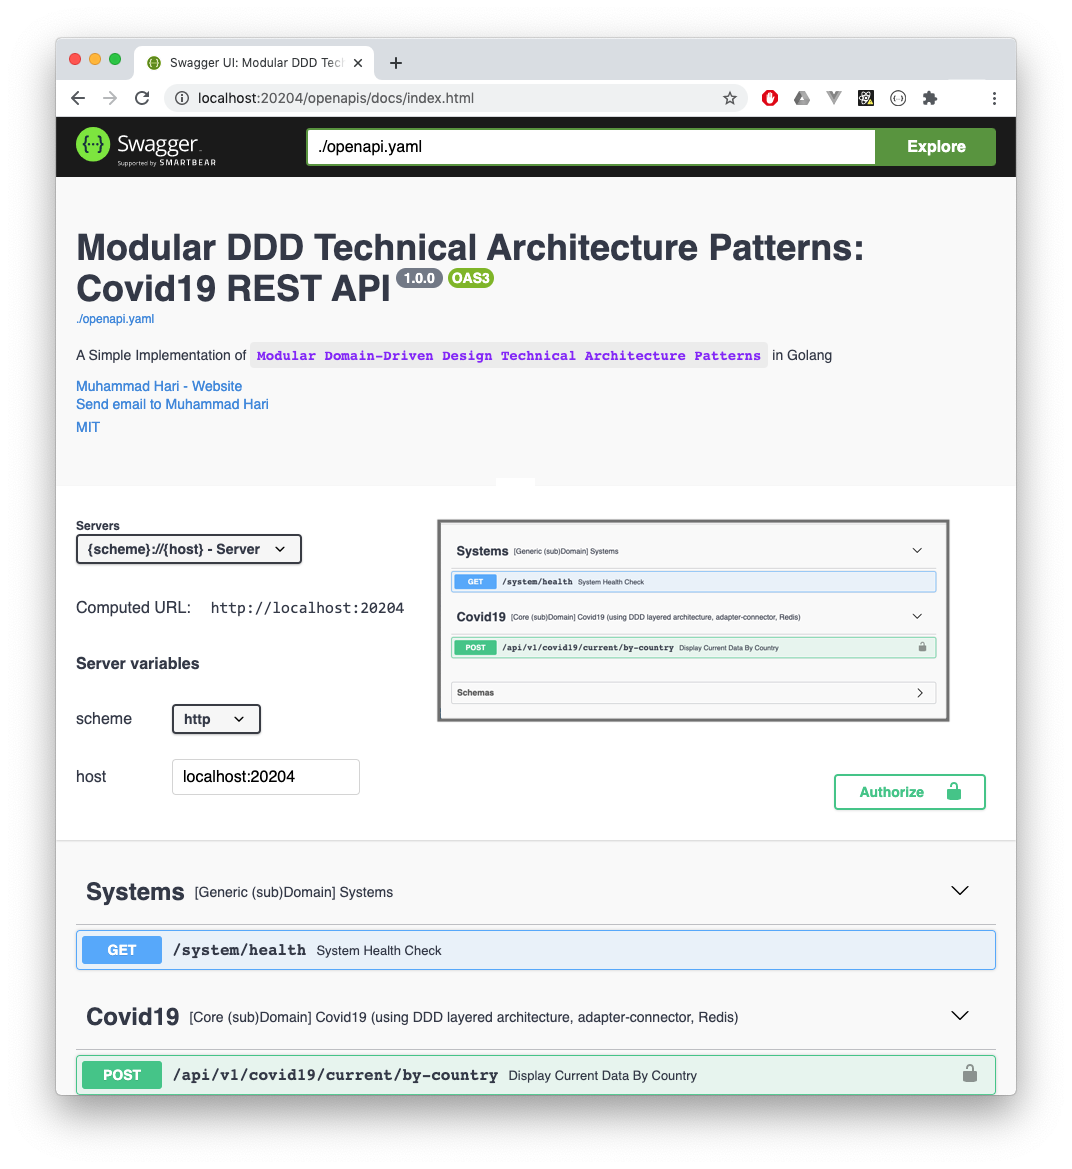 Swagger UI: Modular DDD Tec
localhost:20204/openapis/docs/index.html
Swagger
Supported by SMARTBEAR
./openapi.yaml
Explore
Modular DDD Technical Architecture Patterns:
Covid19 REST API 1.0.0 OAS3
./openapi.yaml
A Simple Implementation of Modular Domain-Driven Design Technical Architecture Patterns in Golang
Muhammad Hari - Website
Send email to Muhammad Hari
MIT
Servers
{scheme}://{host} - Server
Computed URL: http://localhost:20204
Server variables
scheme http
host localhost:20204
Systems [Generic (sub)Domain] Systems
GET /system/health System Health Check
Covid19 [Core (sub)Domain] Covid19 (using DDD layered architecture, adapter-connector, Redis)
POST /api/v1/covid19/current/by-country Display Current Data By Country
Schemas
Authorize
Systems [Generic (sub)Domain] Systems
GET /system/health System Health Check
Covid19 [Core (sub)Domain] Covid19 (using DDD layered architecture, adapter-connector, Redis)
POST /api/v1/covid19/current/by-country Display Current Data By Country